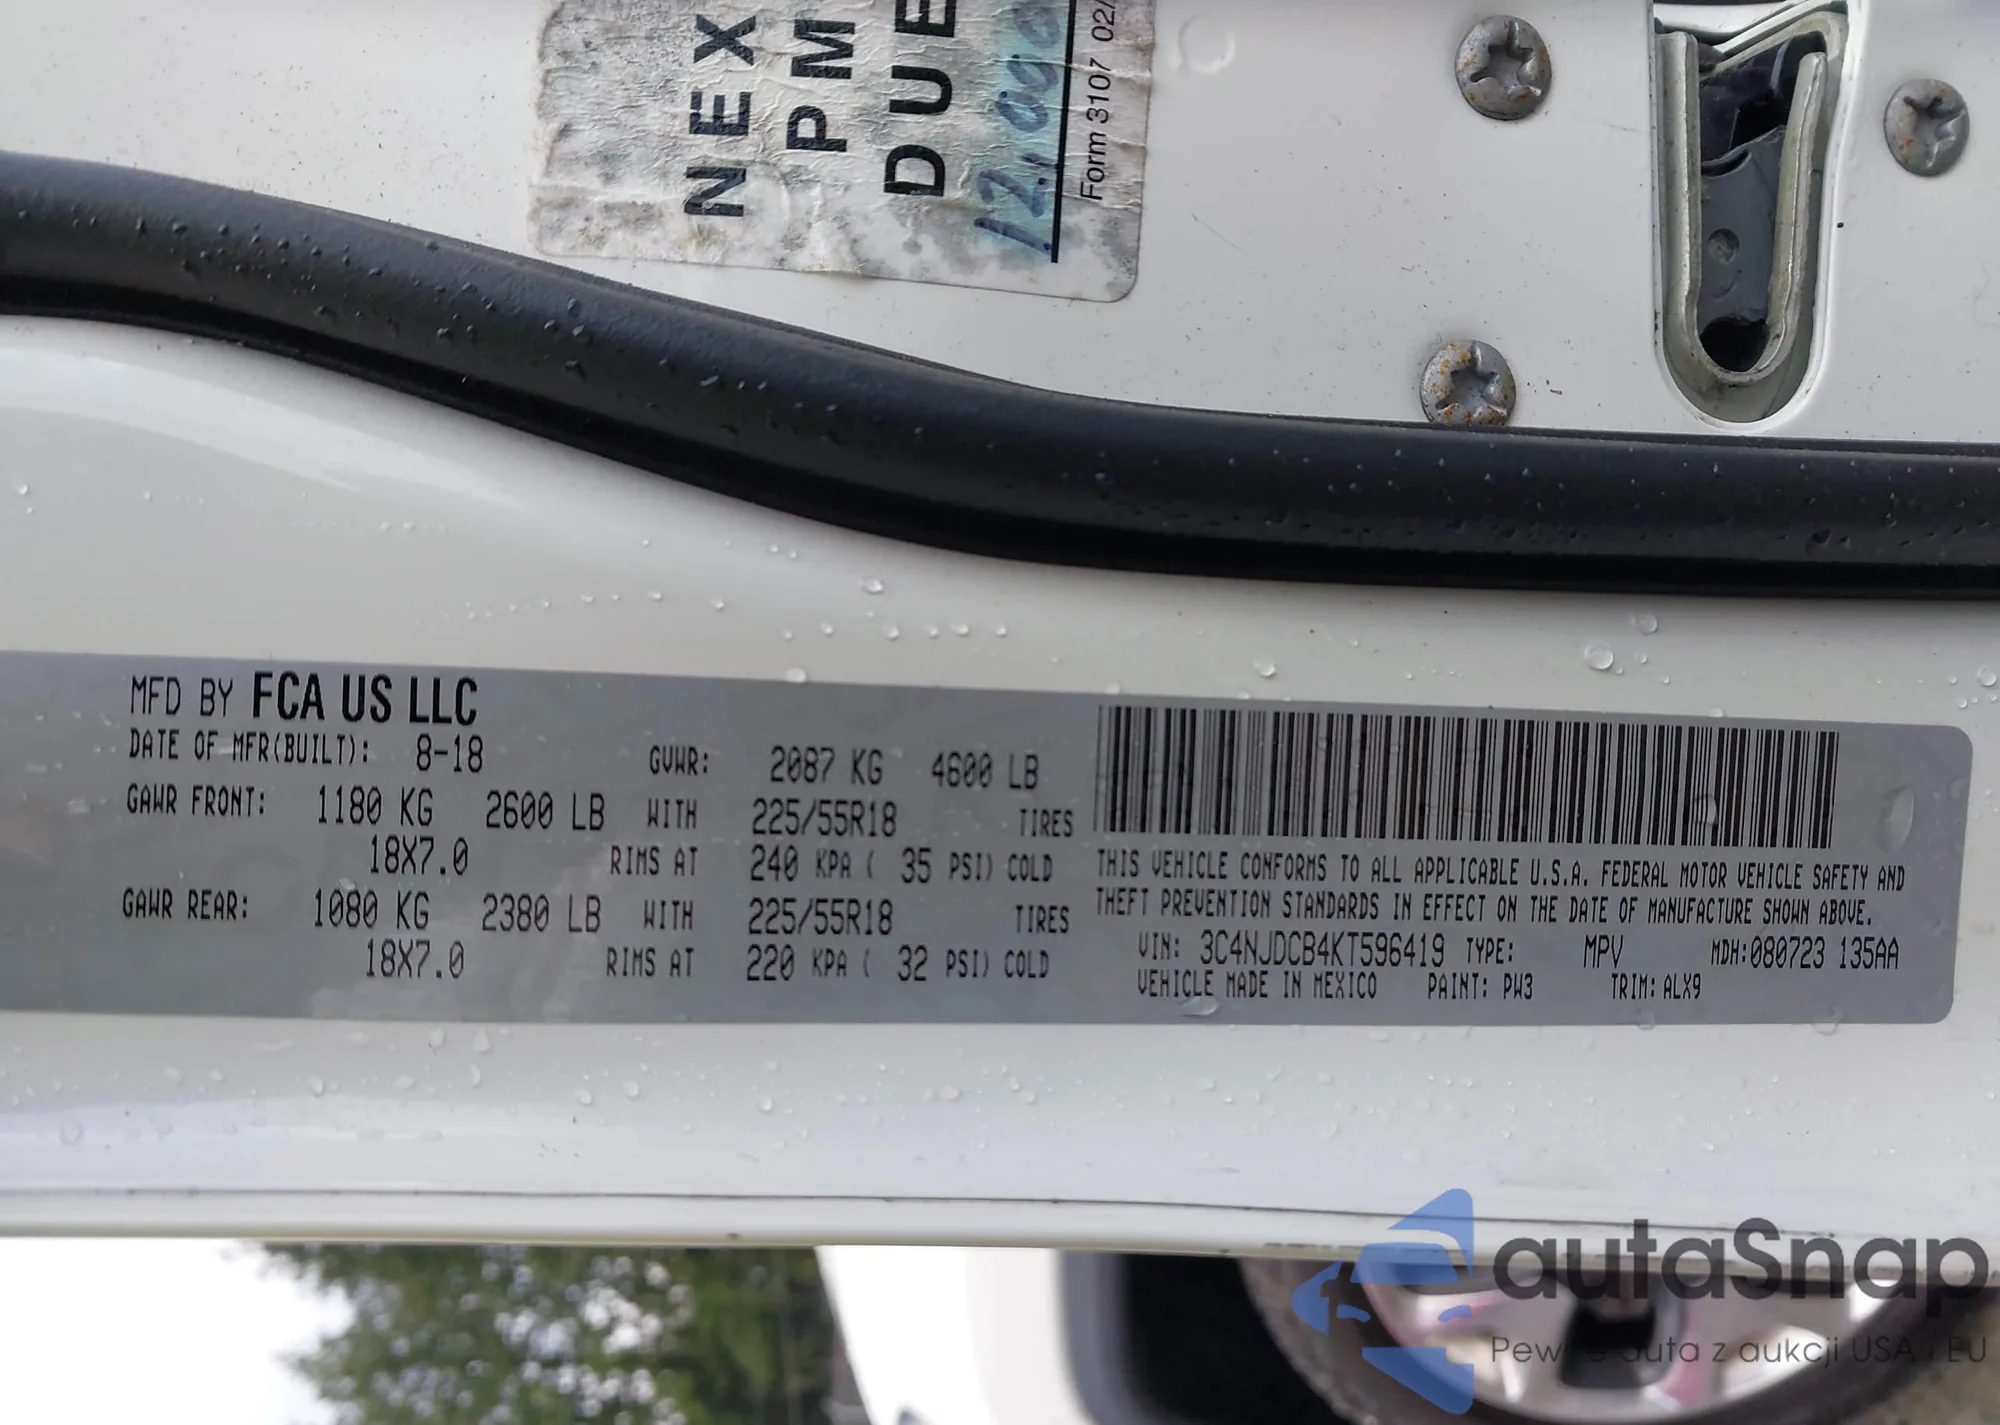 NEX
PM
DUE
Form 3107 02/
MFD BY FCA US LLC
DATE OF MFR(BUILT): 8-18 GVWR: 2087 KG 4600 LB
GAWR FRONT: 1180 KG 2600 LB WITH 225/55R18 TIRES
18X7.0 RIMS AT 240 KPA ( 35 PSI) COLD
GAWR REAR: 1080 KG 2380 LB WITH 225/55R18 TIRES
18X7.0 RIMS AT 220 KPA ( 32 PSI) COLD
THIS VEHICLE CONFORMS TO ALL APPLICABLE U.S.A. FEDERAL MOTOR VEHICLE SAFETY AND
THEFT PREVENTION STANDARDS IN EFFECT ON THE DATE OF MANUFACTURE SHOWN ABOVE.
VIN: 3C4NJDCB4KT596419 TYPE: MPV MDH:080723 135AA
VEHICLE MADE IN MEXICO PAINT: PW3 TRIM: ALX9
autaSnap
Pewne auta z aukcji USA i EU